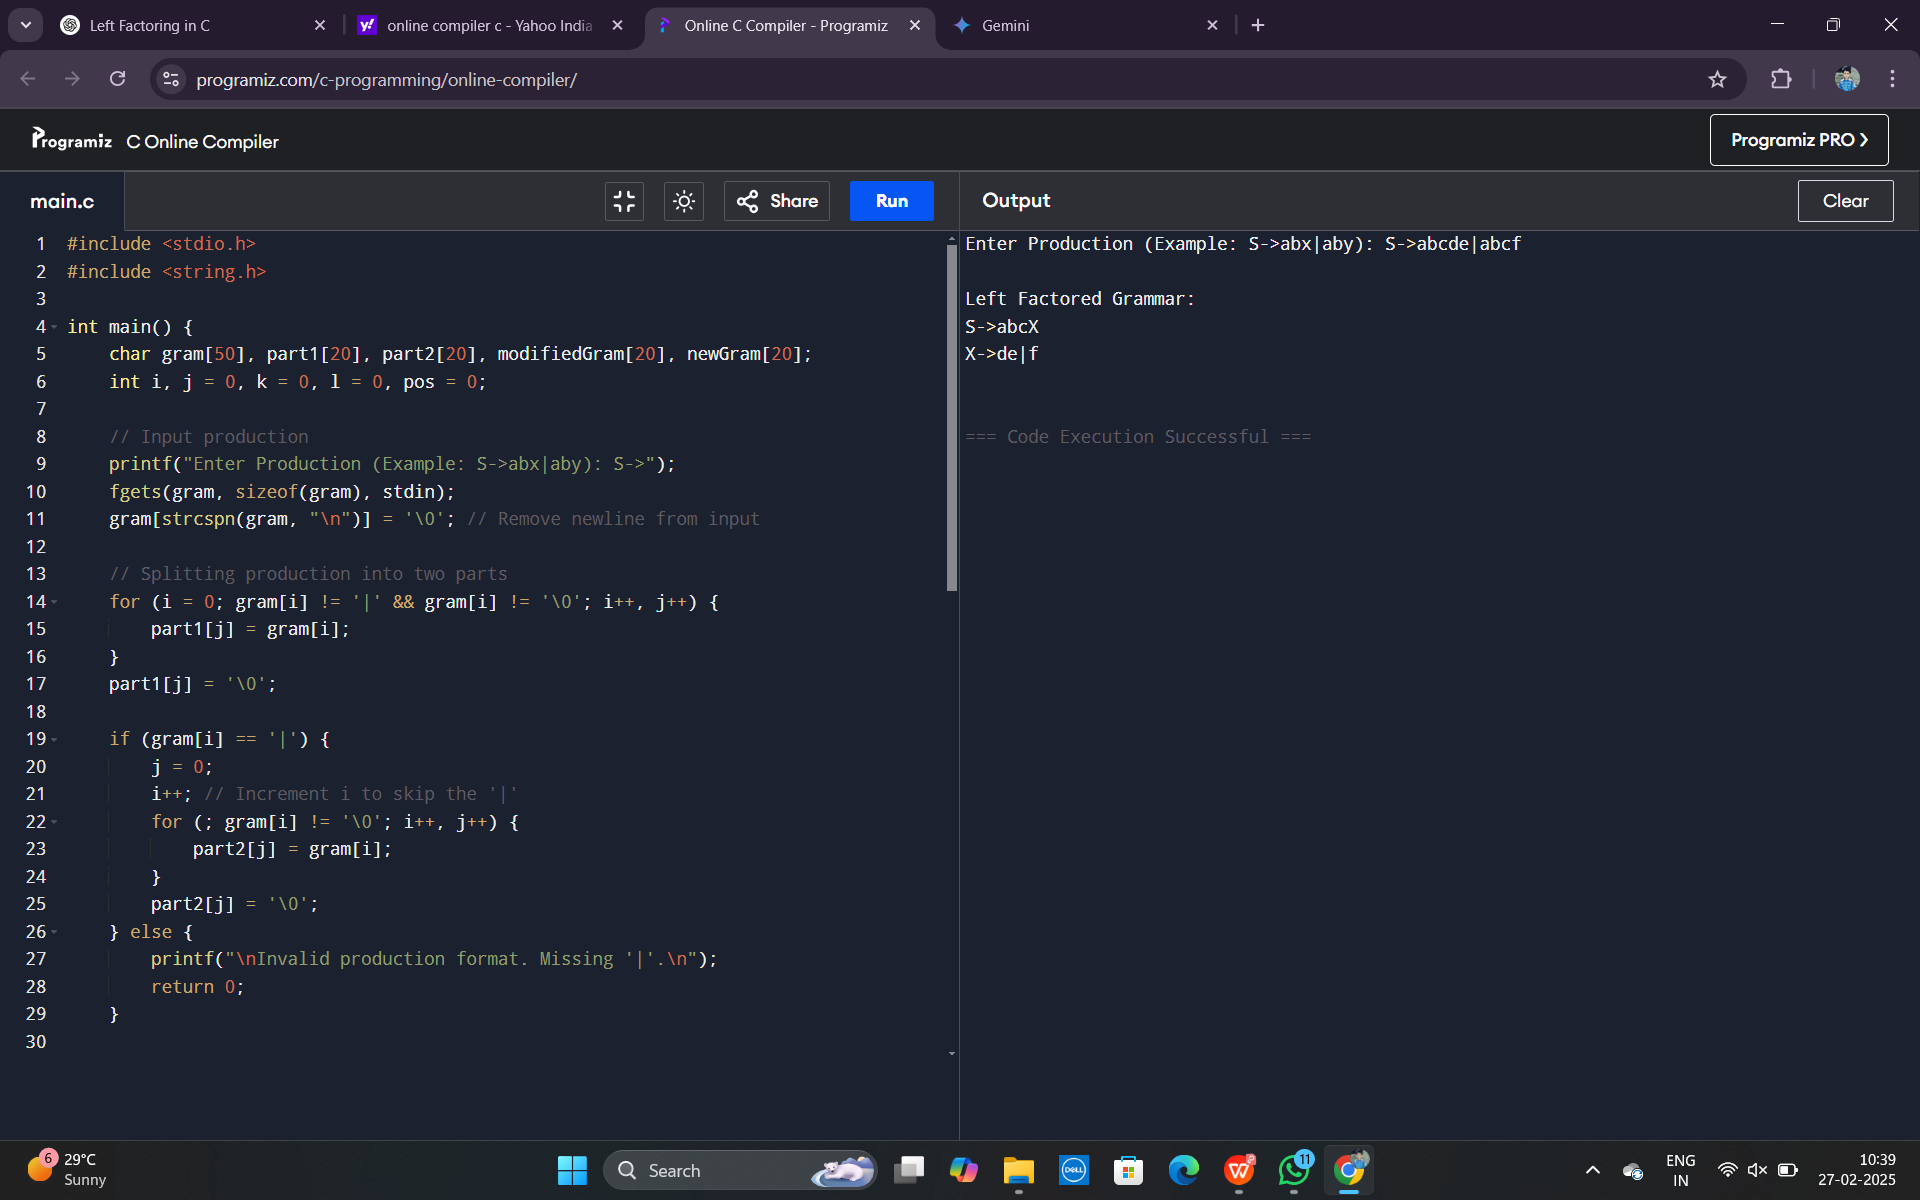 Left Factoring in C
online compiler c - Yahoo India
Online C Compiler - Programiz
Gemini
programiz.com/c-programming/online-compiler/
Programiz C Online Compiler
Programiz PRO ❯
main.c
Share
Run
Output
Clear
1 #include <stdio.h>
2 #include <string.h>
3
4 int main() {
5     char gram[50], part1[20], part2[20], modifiedGram[20], newGram[20];
6     int i, j = 0, k = 0, l = 0, pos = 0;
7
8     // Input production
9     printf("Enter Production (Example: S->abx|aby): S->");
10     fgets(gram, sizeof(gram), stdin);
11     gram[strcspn(gram, "\n")] = '\0'; // Remove newline from input
12
13     // Splitting production into two parts
14     for (i = 0; gram[i] != '|' && gram[i] != '\0'; i++, j++) {
15         part1[j] = gram[i];
16     }
17     part1[j] = '\0';
18
19     if (gram[i] == '|') {
20         j = 0;
21         i++; // Increment i to skip the '|'
22         for (; gram[i] != '\0'; i++, j++) {
23             part2[j] = gram[i];
24         }
25         part2[j] = '\0';
26     } else {
27         printf("\nInvalid production format. Missing '|'.\n");
28         return 0;
29     }
30
Enter Production (Example: S->abx|aby): S->abcde|abcf
Left Factored Grammar:
S->abcX
X->de|f
=== Code Execution Successful ===
6
29°C
Sunny
Search
DELL
11
ENG
IN
10:39
27-02-2025